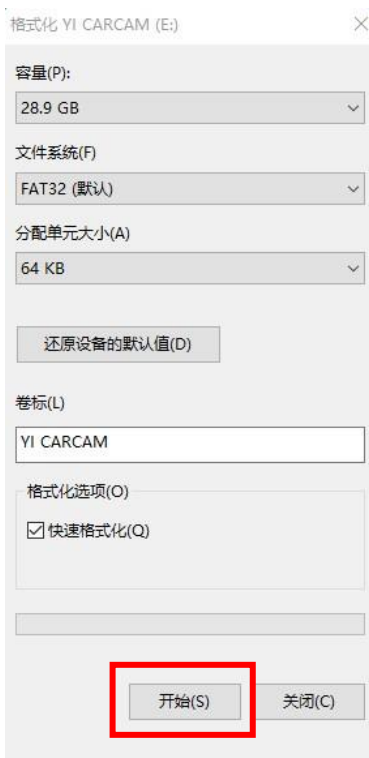 格式化 YI CARCAM (E:)
容量(P):
28.9 GB
文件系统(F)
FAT32 (默认)
分配单元大小(A)
64 KB
还原设备的默认值(D)
卷标(L)
YI CARCAM
格式化选项(O)
快速格式化(Q)
开始(S)
关闭(C)